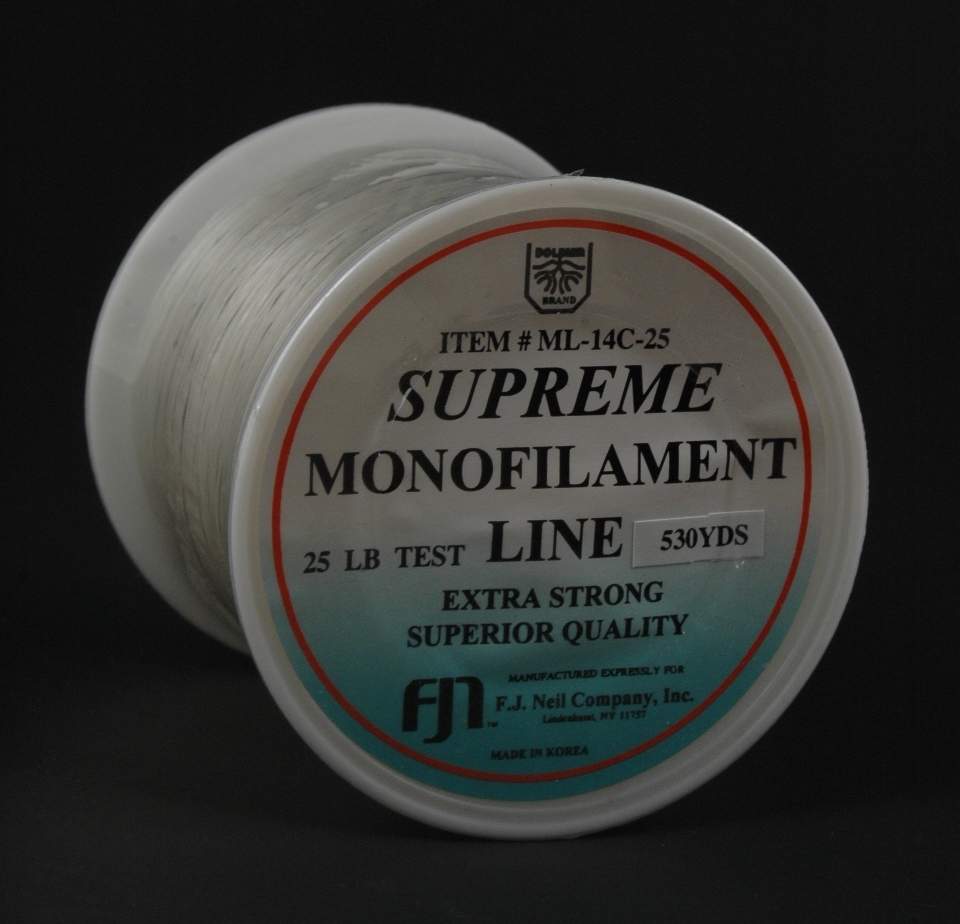 DOLPHIN
BRAND
ITEM # ML-14C-25
SUPREME
MONOFILAMENT
25 LB TEST LINE 530YDS
EXTRA STRONG
SUPERIOR QUALITY
MANUFACTURED EXPRESSLY FOR
FJN™ F.J. Neil Company, Inc.
Lindenhurst, NY 11757
MADE IN KOREA